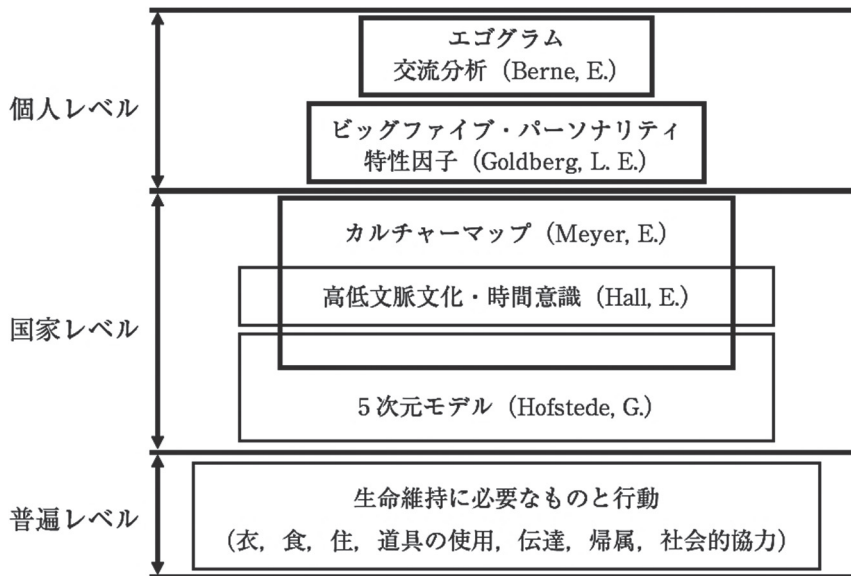 エゴグラム
交流分析（Berne, E.）
個人レベル
ビッグファイブ・パーソナリティ
特性因子（Goldberg, L. E.）
カルチャーマップ（Meyer, E.）
高低文脈文化・時間意識（Hall, E.）
国家レベル
5次元モデル（Hofstede, G.）
生命維持に必要なものと行動
普遍レベル
（衣，食，住，道具の使用，伝達，帰属，社会的協力）